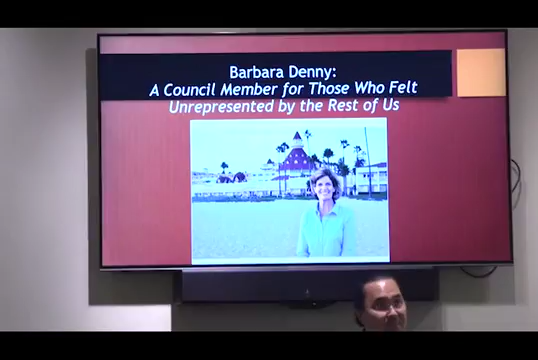 Barbara Denny:
A Council Member for Those Who Felt
Unrepresented by the Rest of Us